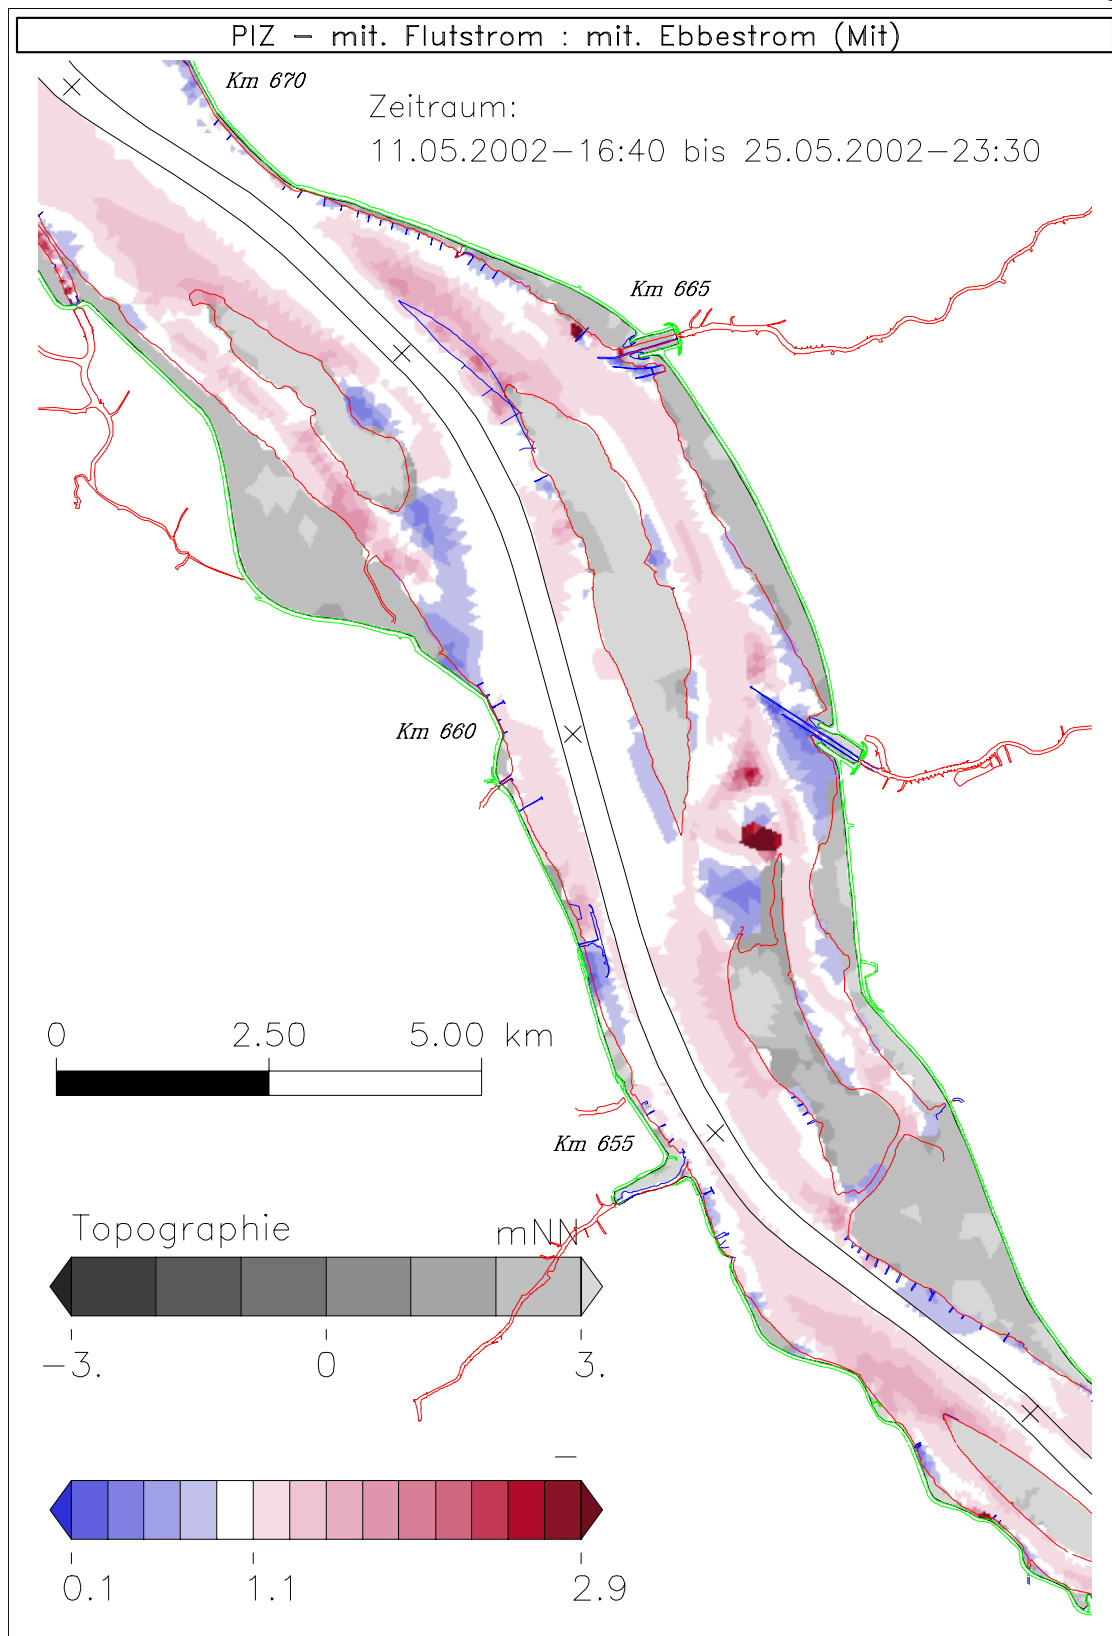 PIZ – mit. Flutstrom : mit. Ebbestrom (Mit)
Km 670
Zeitraum:
11.05.2002–16:40 bis 25.05.2002–23:30
Km 665
Km 660
0 2.50 5.00 km
Km 655
Topographie mNN
–3. 0 3.
–
0.1 1.1 2.9